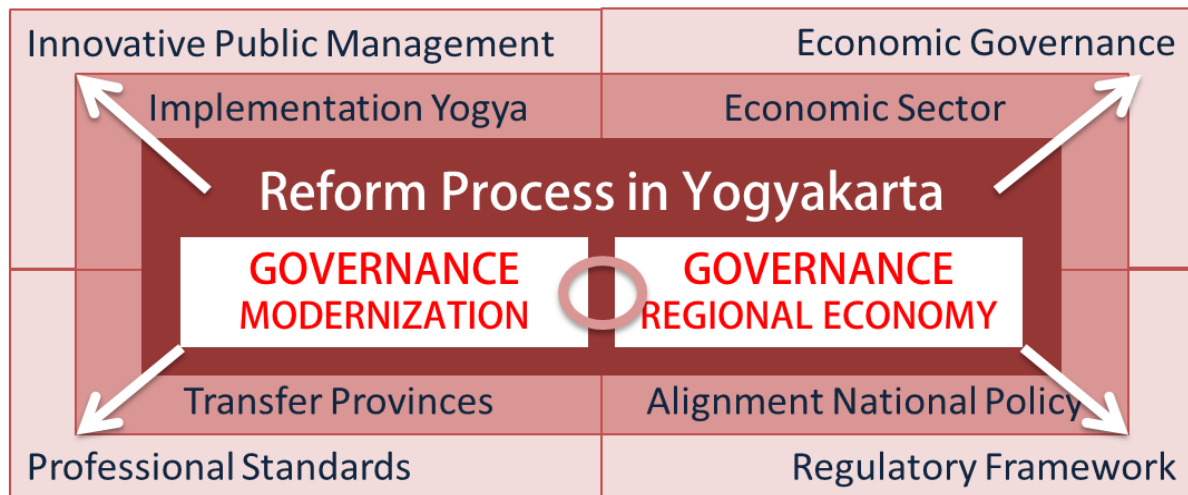 Innovative Public Management
Economic Governance
Implementation Yogya
Economic Sector
Reform Process in Yogyakarta
GOVERNANCE
MODERNIZATION
GOVERNANCE
REGIONAL ECONOMY
Transfer Provinces
Alignment National Policy
Professional Standards
Regulatory Framework